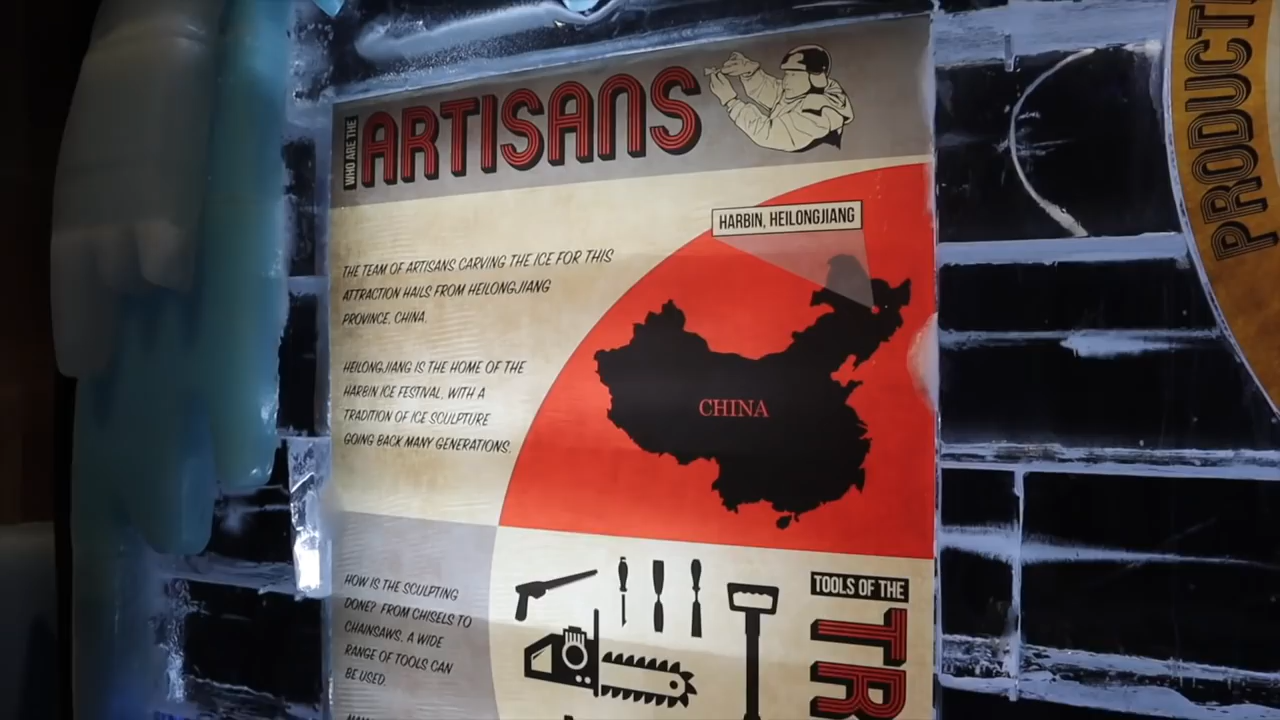 WHO ARE THE
ARTISANS
HARBIN, HEILONGJIANG
THE TEAM OF ARTISANS CARVING THE ICE FOR THIS
ATTRACTION HAILS FROM HEILONGJIANG
PROVINCE, CHINA.
HEILONGJIANG IS THE HOME OF THE
HARBIN ICE FESTIVAL, WITH A
TRADITION OF ICE SCULPTURE
GOING BACK MANY GENERATIONS.
CHINA
HOW IS THE SCULPTING
DONE? FROM CHISELS TO
CHAINSAWS, A WIDE
RANGE OF TOOLS CAN
BE USED.
TOOLS OF THE
TR
PRODUCTI